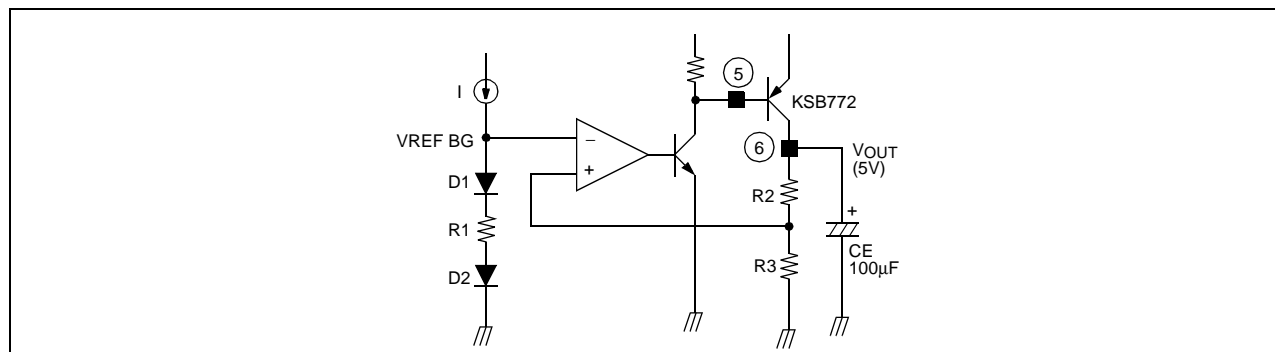 5
I
KSB772
VREF BG
−
6
VOUT
(5V)
+
D1
R2
R1
+
CE
100µF
D2
R3